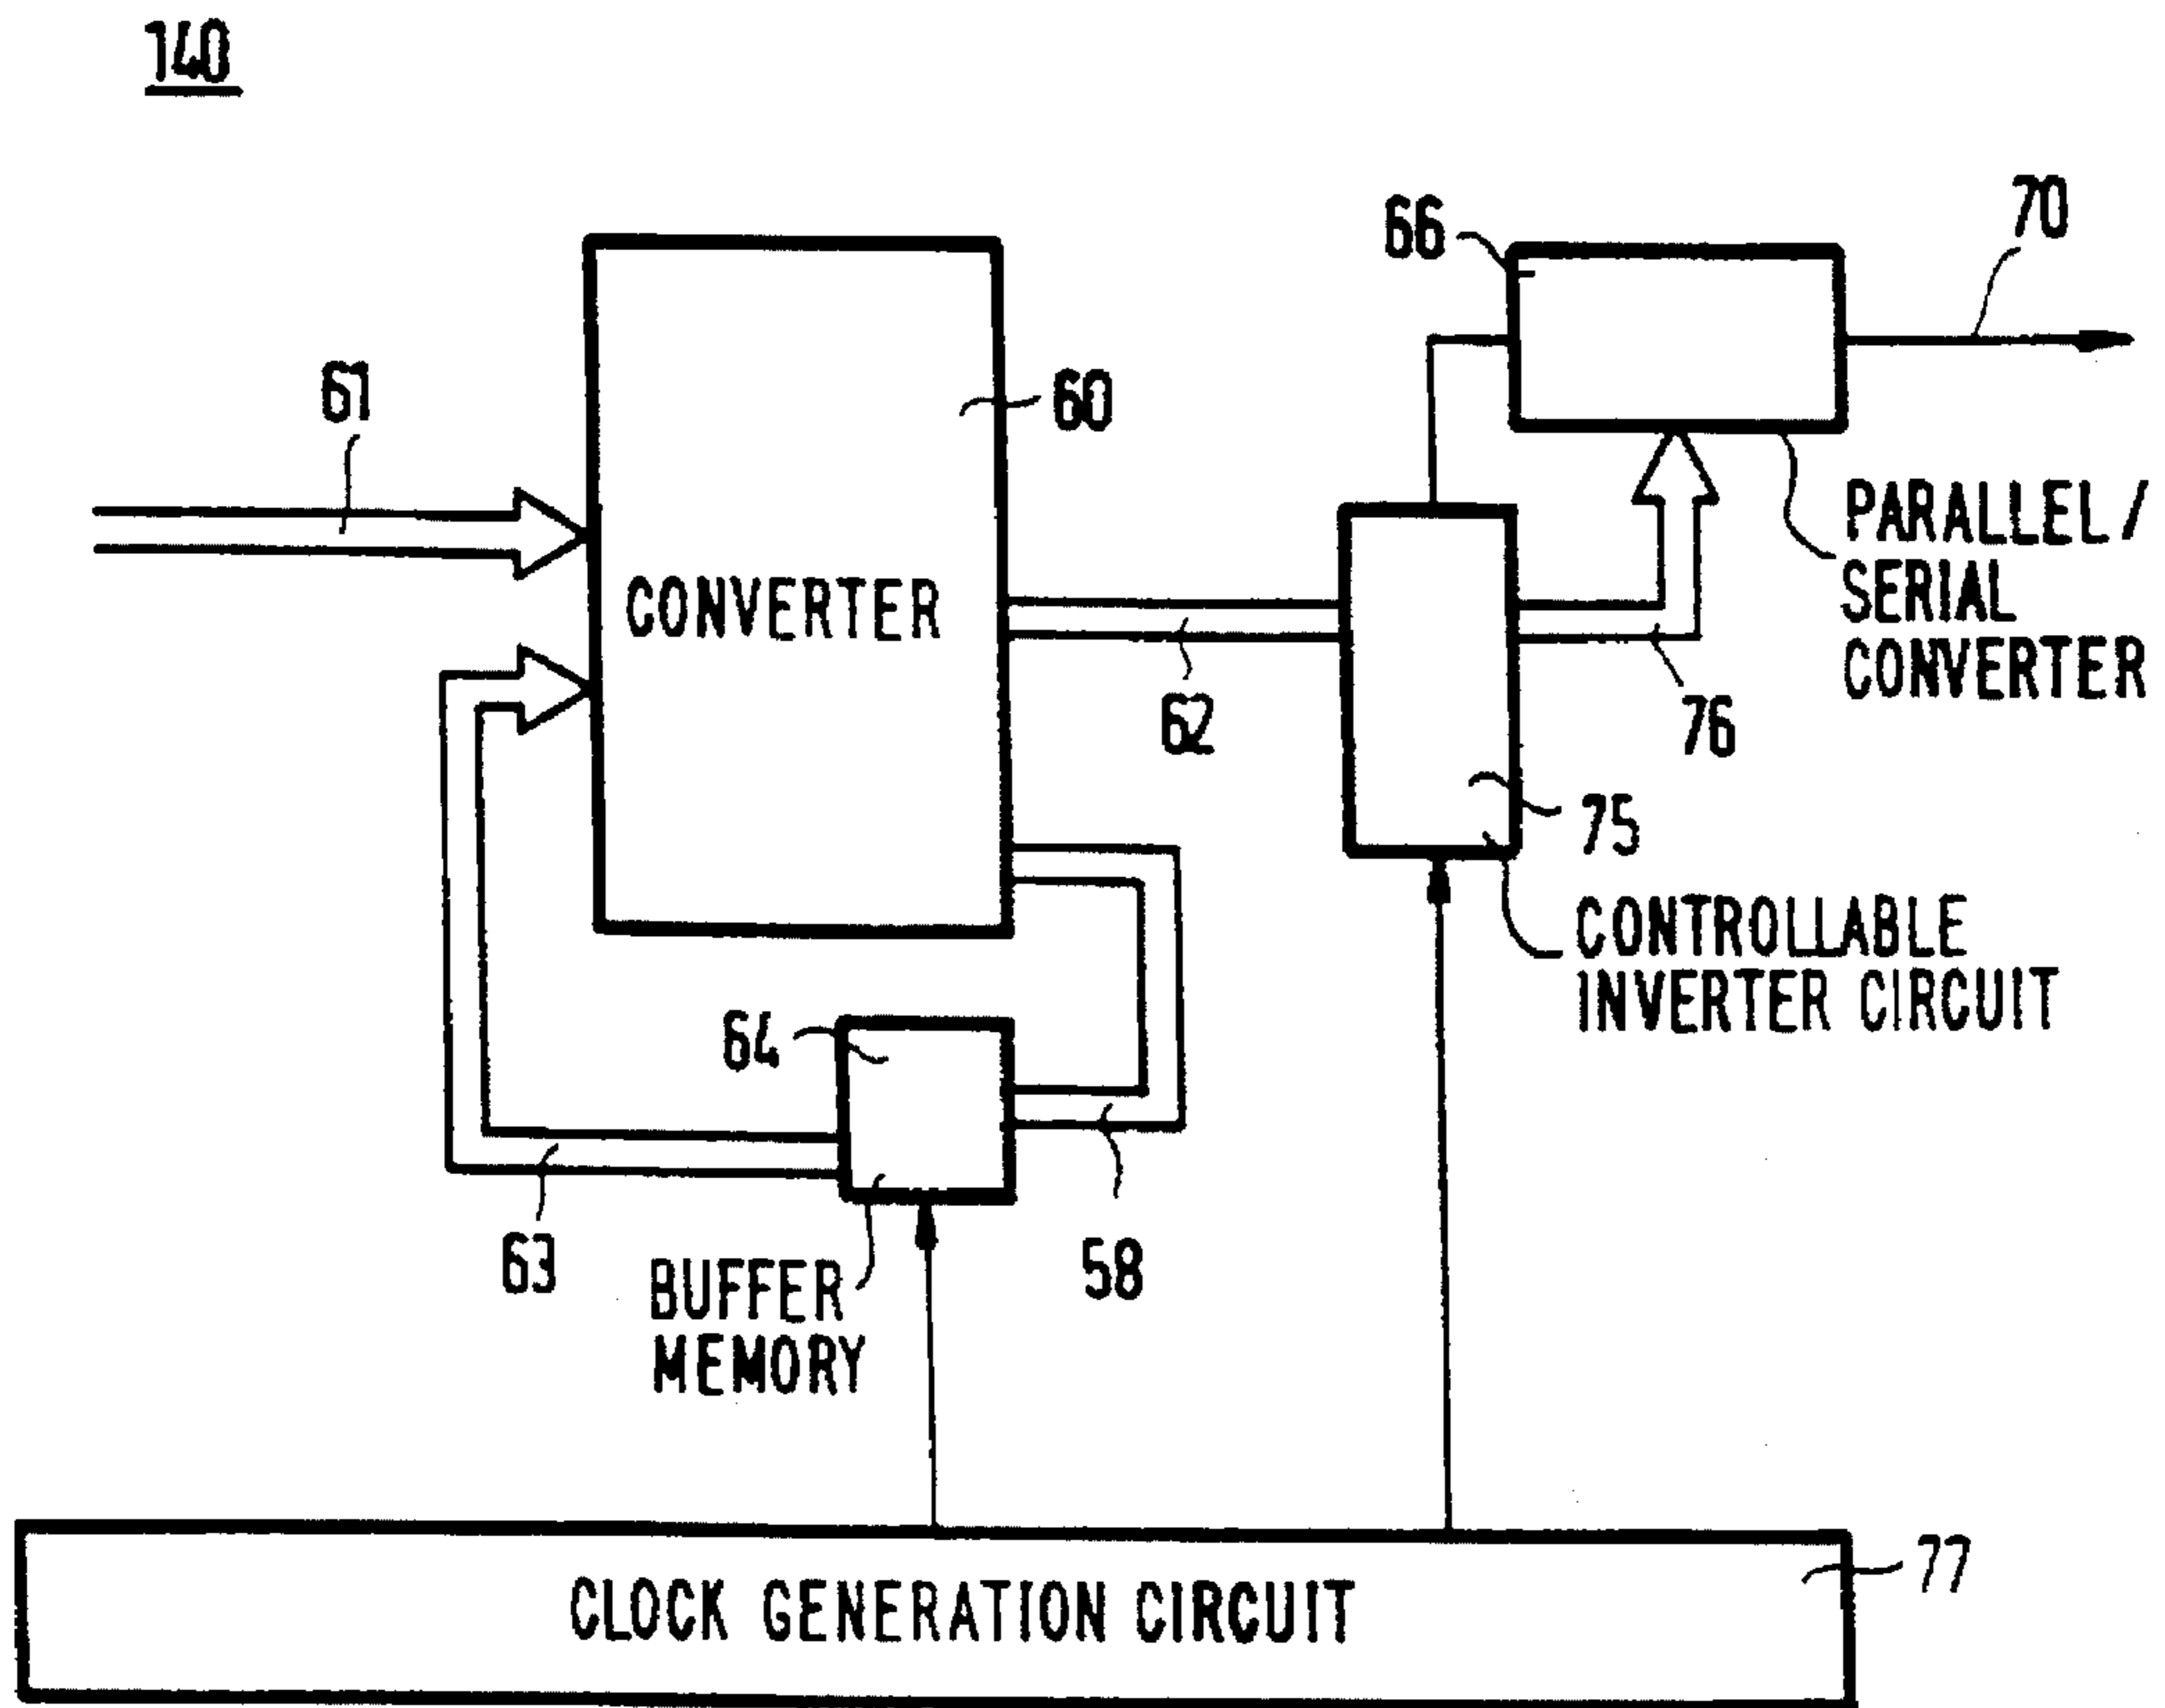 140
66
70
61
60
PARALLEL/
SERIAL
CONVERTER
CONVERTER
62
76
75
CONTROLLABLE
INVERTER CIRCUIT
64
63
BUFFER
MEMORY
58
CLOCK GENERATION CIRCUIT
77